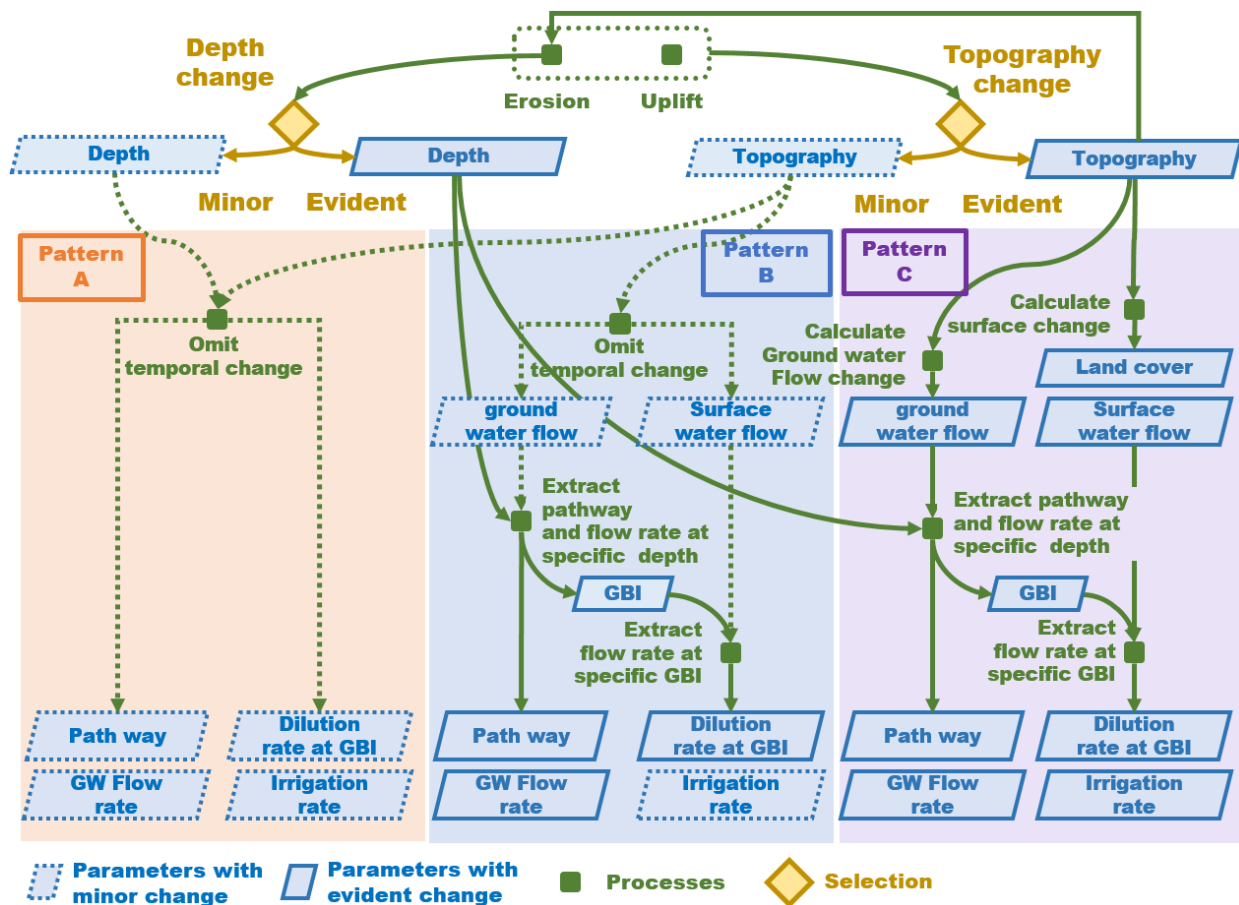 Depth
change
Erosion
Uplift
Topography
change
Depth
Depth
Topography
Topography
Minor
Evident
Minor
Evident
Pattern
A
Omit
temporal change
Path way
Dilution
rate at GBI
GW Flow
rate
Irrigation
rate
Pattern
B
Omit
temporal change
ground
water flow
Surface
water flow
Extract
pathway
and flow rate at
specific depth
GBI
Extract
flow rate at
specific GBI
Path way
Dilution
rate at GBI
GW Flow
rate
Irrigation
rate
Pattern
C
Calculate
surface change
Calculate
Ground water
Flow change
Land cover
ground
water flow
Surface
water flow
Extract pathway
and flow rate at
specific depth
GBI
Extract
flow rate at
specific GBI
Path way
Dilution
rate at GBI
GW Flow
rate
Irrigation
rate
Parameters with
minor change
Parameters with
evident change
Processes
Selection